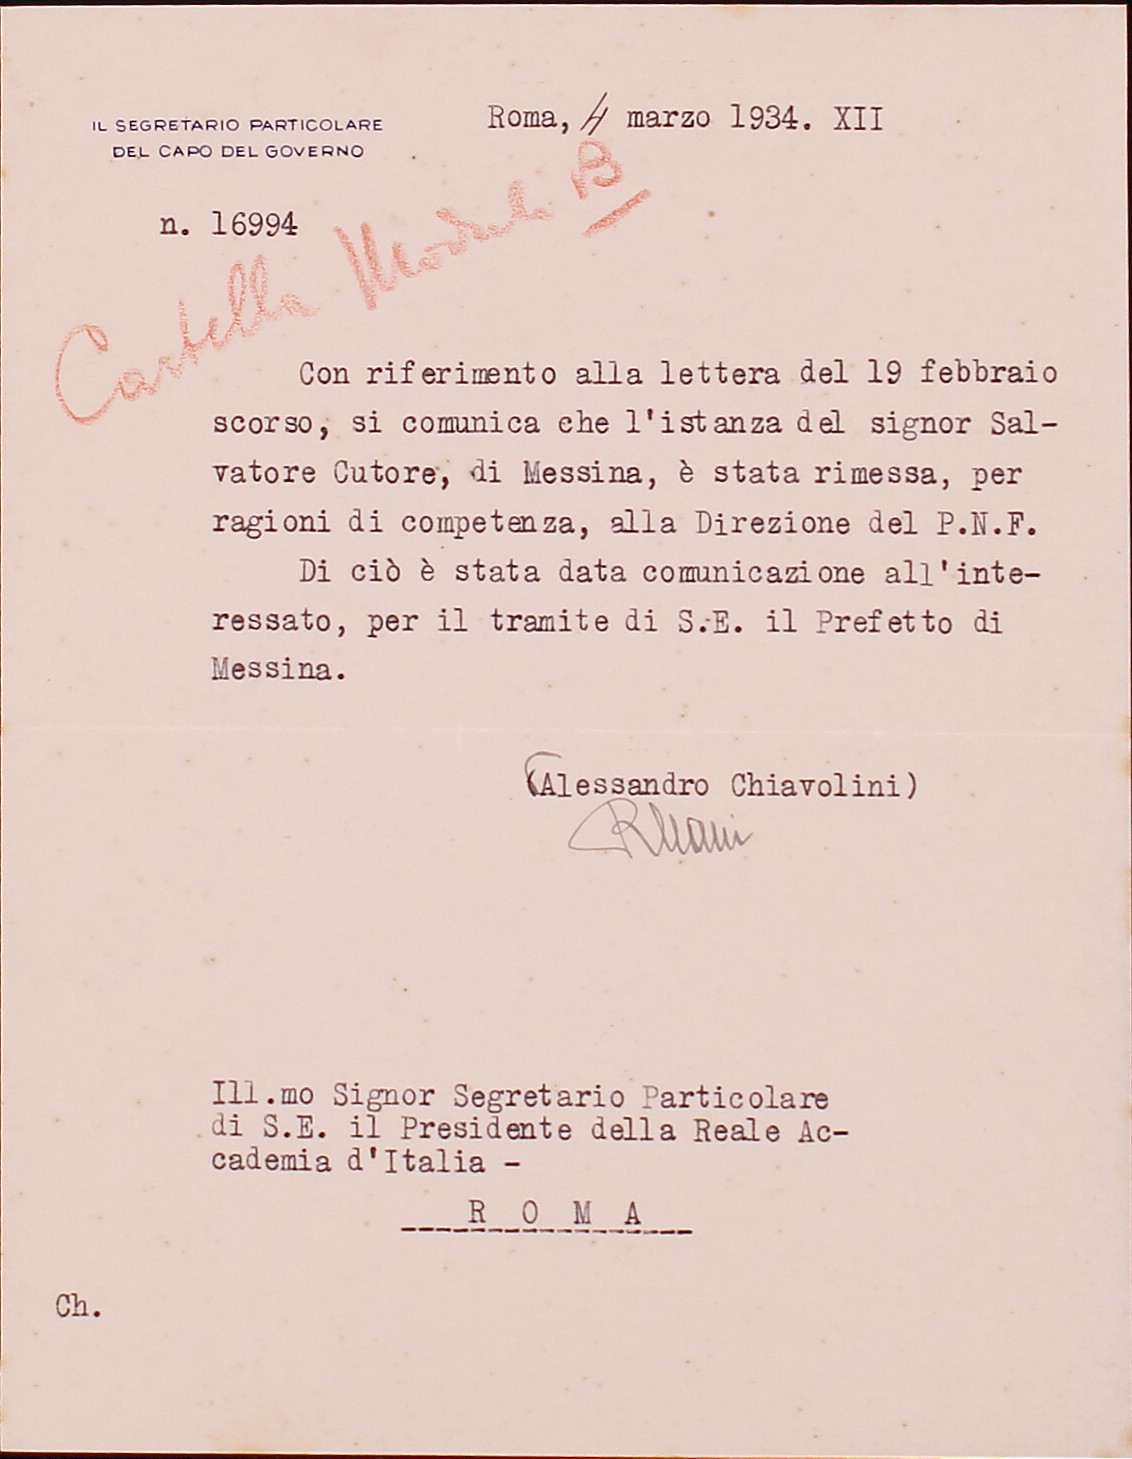 IL SEGRETARIO PARTICOLARE
DEL CAPO DEL GOVERNO
Roma, 4 marzo 1934. XII
n. 16994
Cartella Moduli B
Con riferimento alla lettera del 19 febbraio
scorso, si comunica che l'istanza del signor Sal-
vatore Cutore, di Messina, è stata rimessa, per
ragioni di competenza, alla Direzione del P.N.F.
Di ciò è stata data comunicazione all'inte-
ressato, per il tramite di S.E. il Prefetto di
Messina.
(Alessandro Chiavolini)
Ill.mo Signor Segretario Particolare
di S.E. il Presidente della Reale Ac-
cademia d'Italia -
R O M A
Ch.